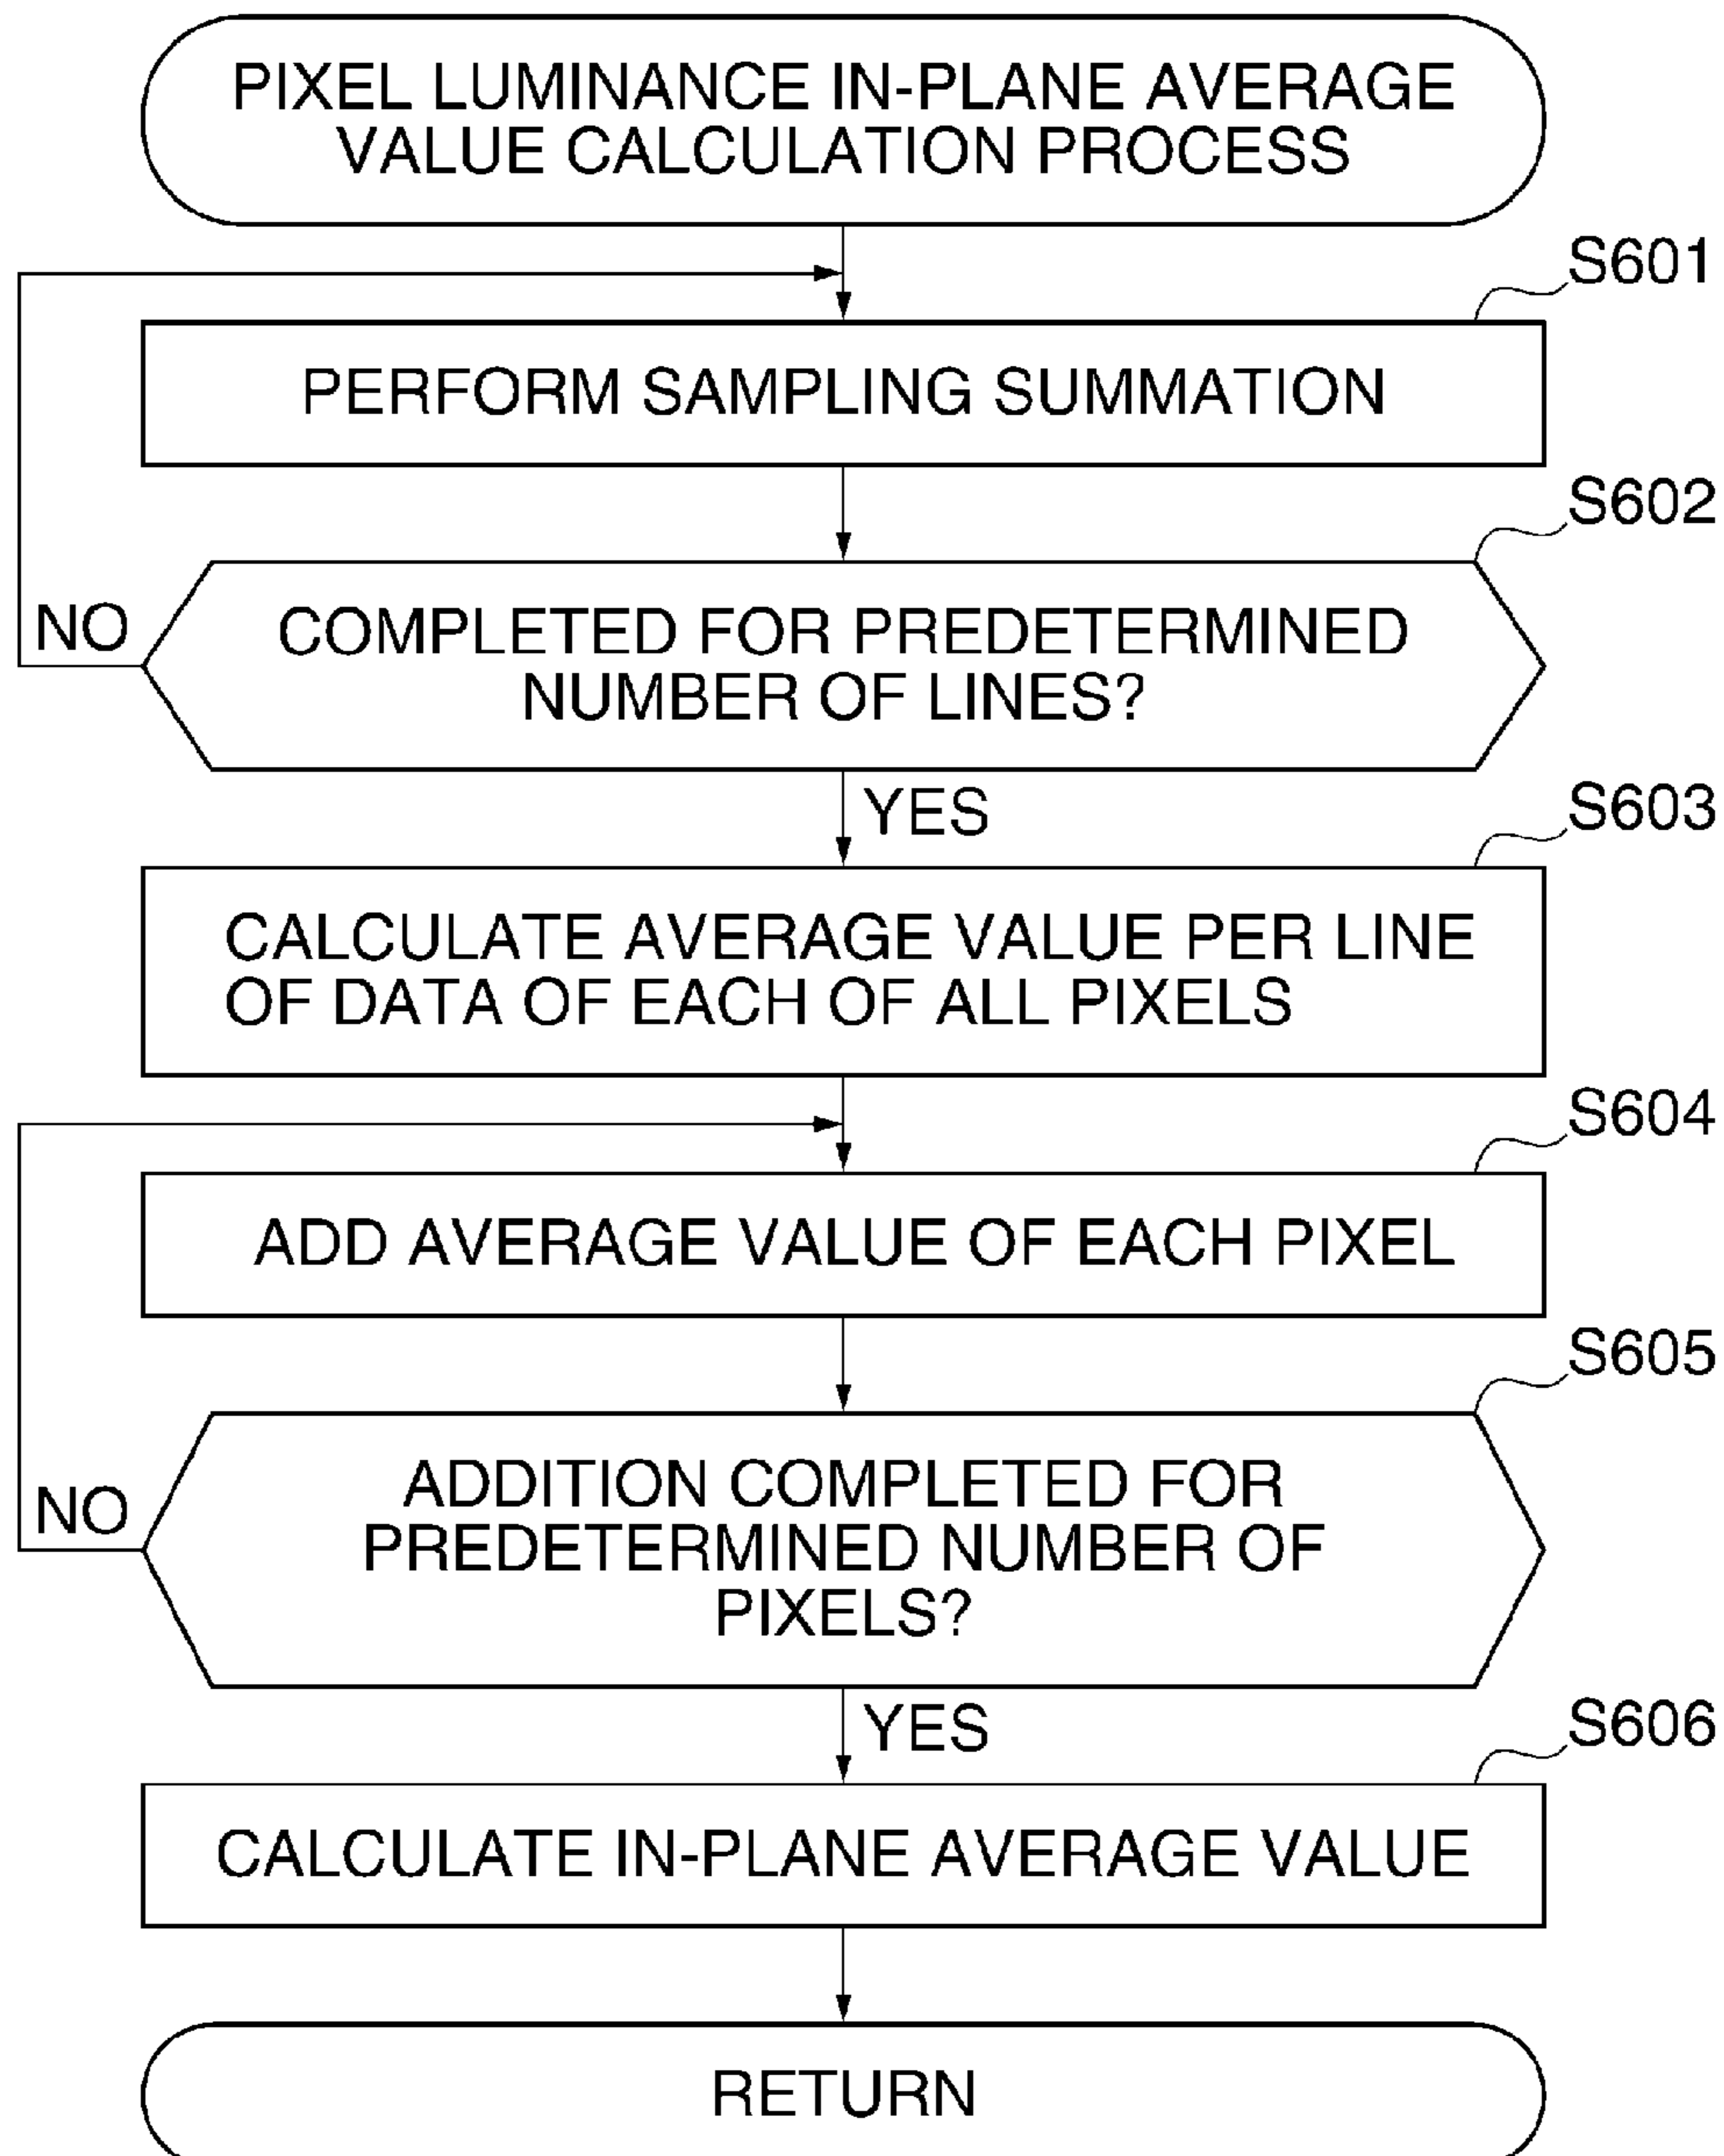 PIXEL LUMINANCE IN-PLANE AVERAGE
VALUE CALCULATION PROCESS
S601
PERFORM SAMPLING SUMMATION
S602
NO
COMPLETED FOR PREDETERMINED
NUMBER OF LINES?
YES
S603
CALCULATE AVERAGE VALUE PER LINE
OF DATA OF EACH OF ALL PIXELS
S604
ADD AVERAGE VALUE OF EACH PIXEL
S605
NO
ADDITION COMPLETED FOR
PREDETERMINED NUMBER OF
PIXELS?
YES
S606
CALCULATE IN-PLANE AVERAGE VALUE
RETURN